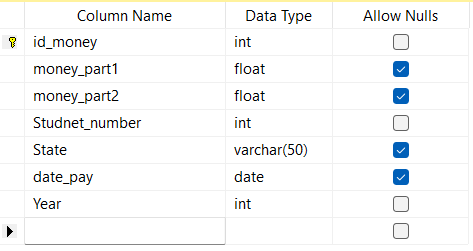 Column Name Data Type Allow Nulls
id_money int
money_part1 float
money_part2 float
Studnet_number int
State varchar(50)
date_pay date
Year int